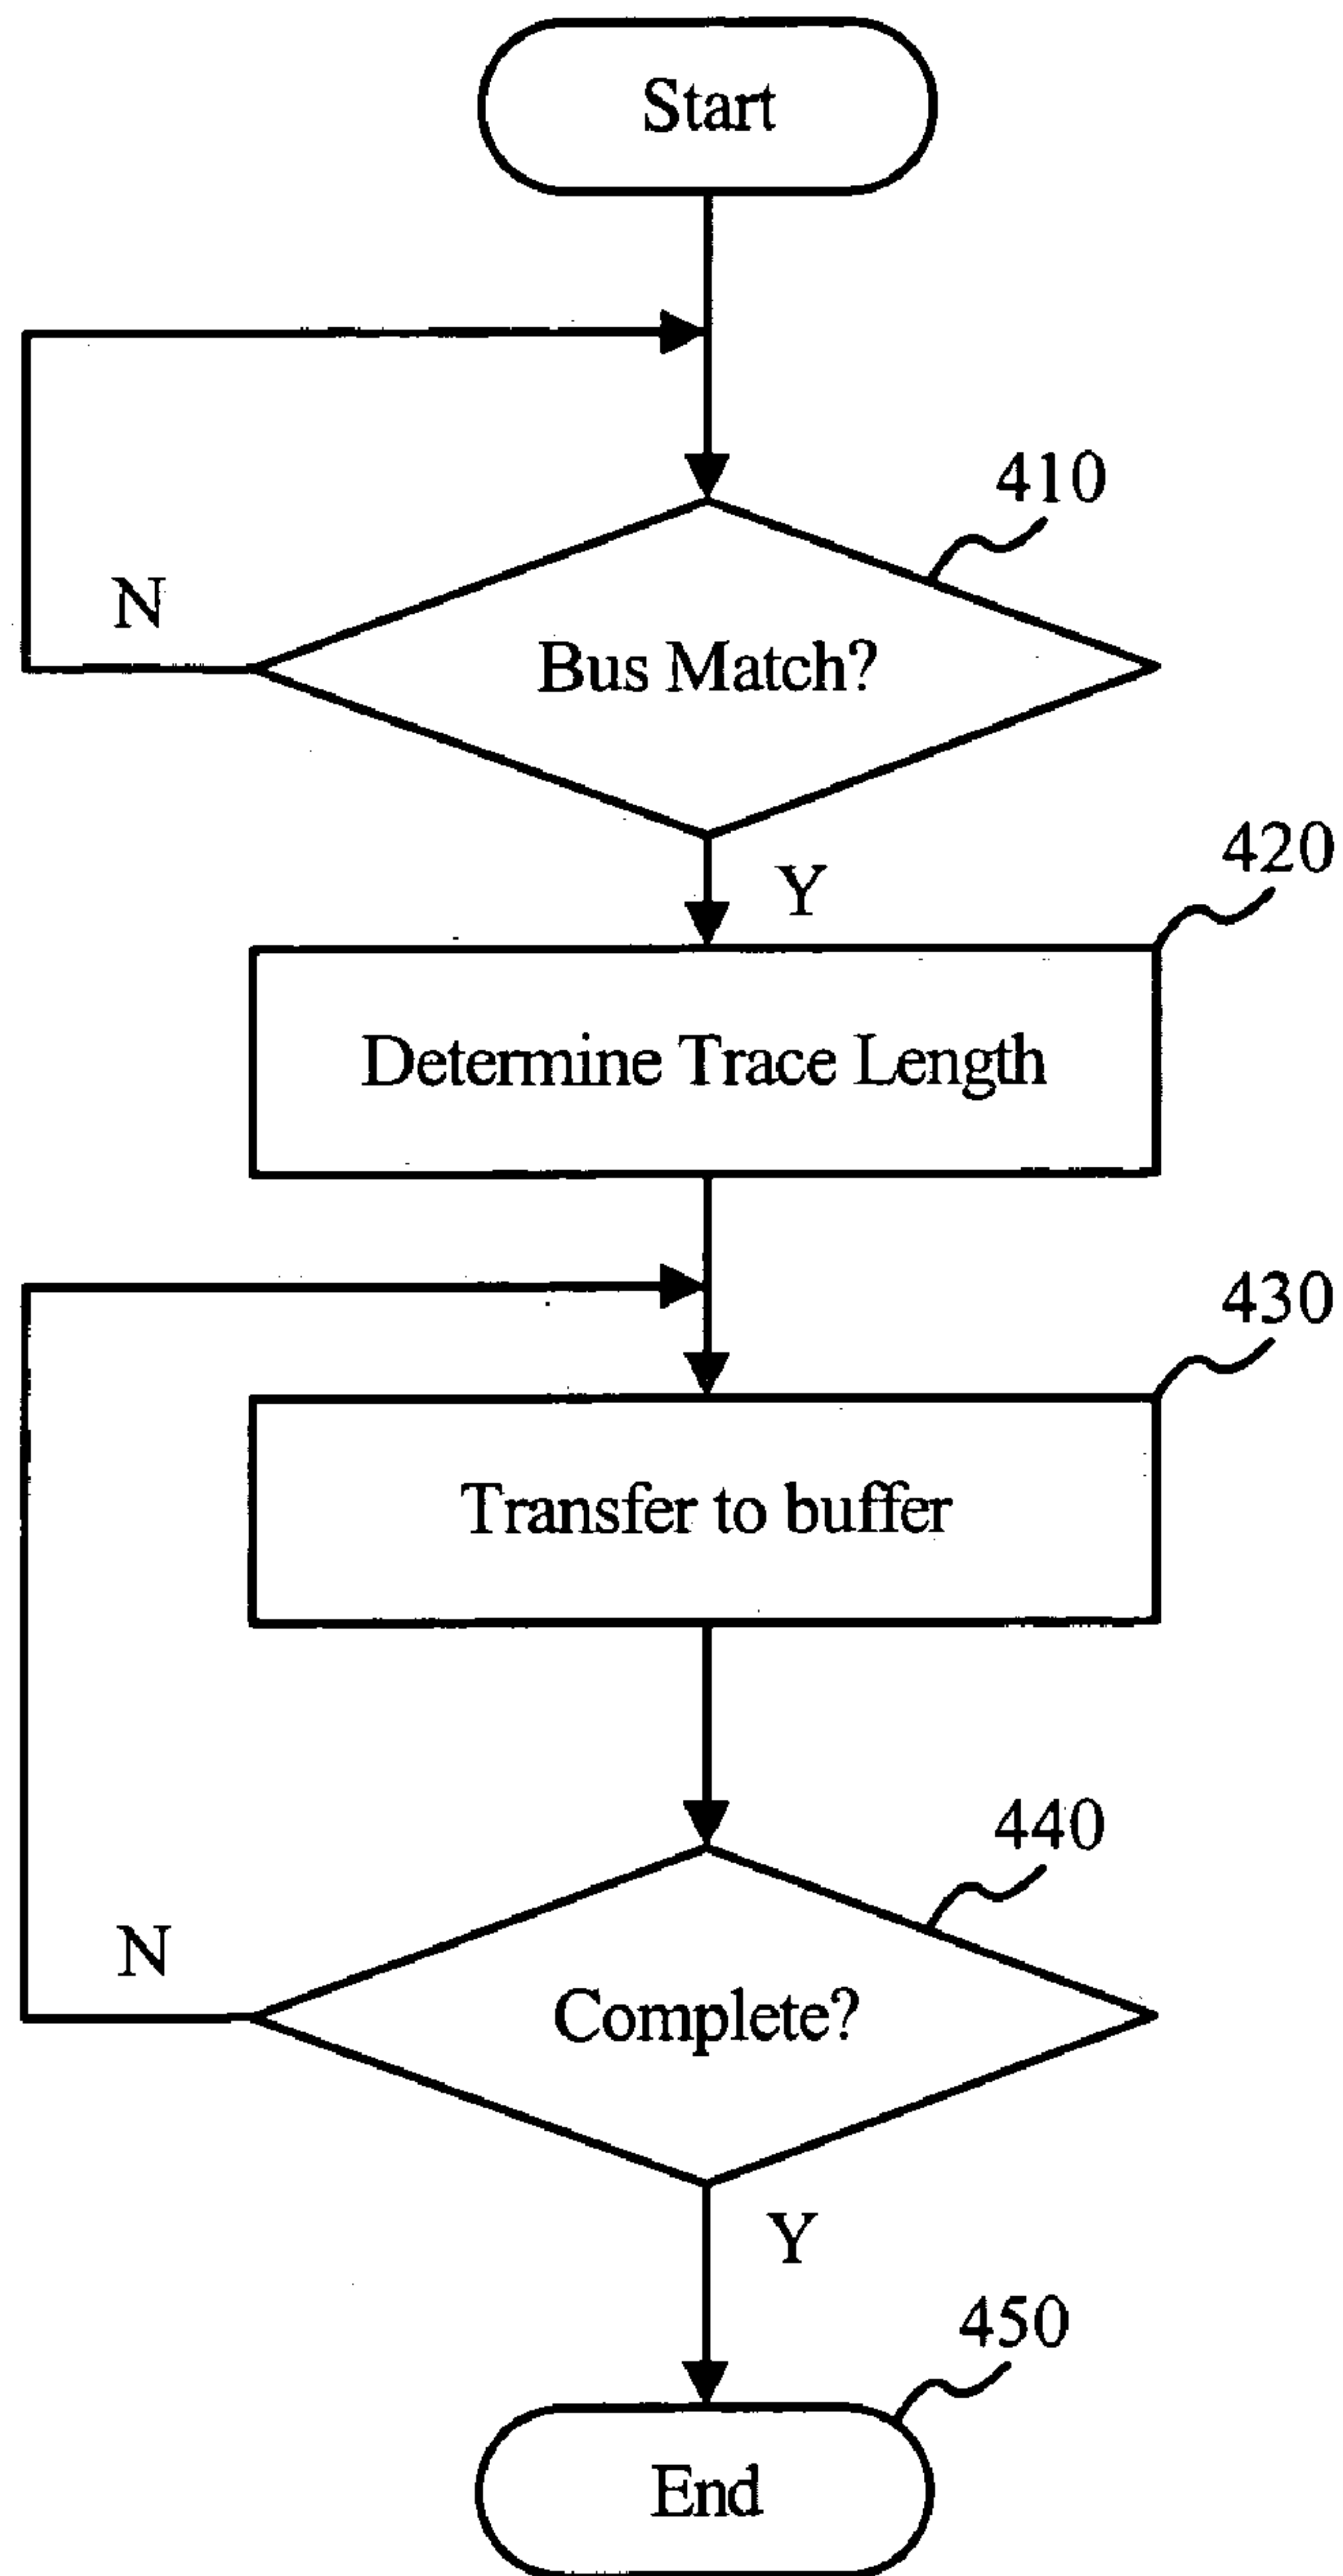 Start
410
N
Bus Match?
Y
420
Determine Trace Length
430
Transfer to buffer
440
N
Complete?
Y
450
End